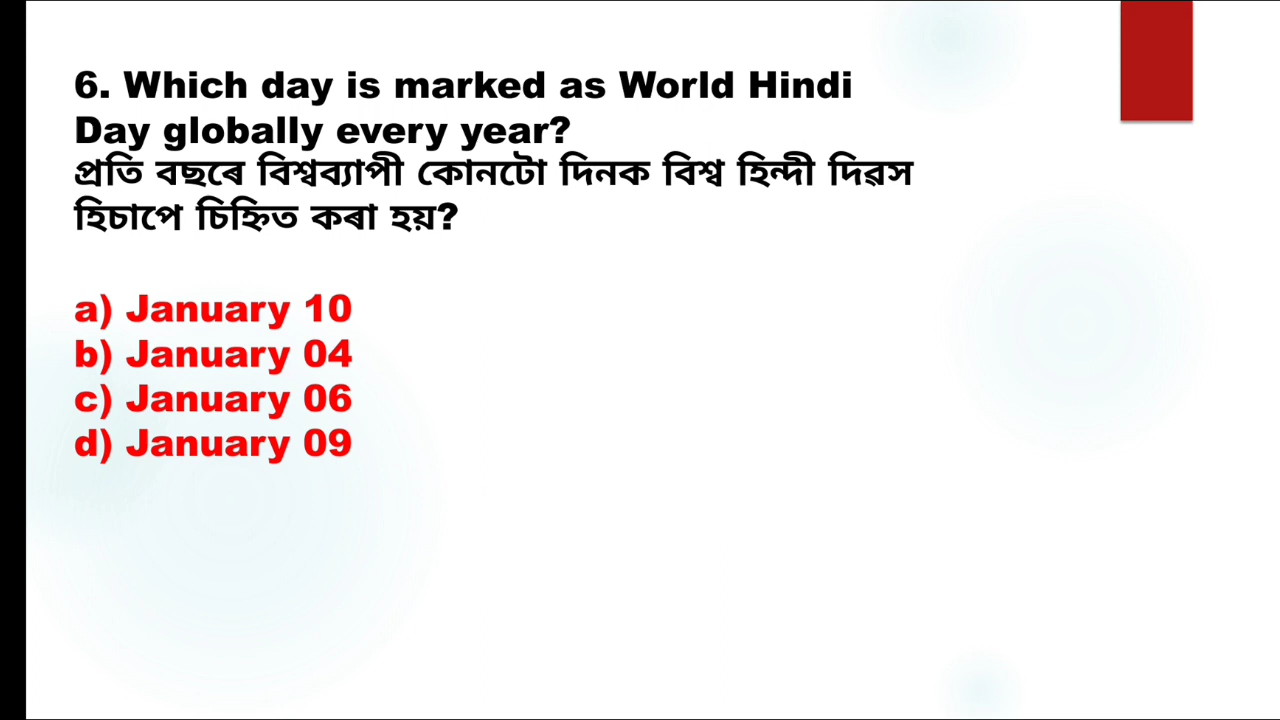 6. Which day is marked as World Hindi
Day globally every year?
প্ৰতি বছৰে বিশ্বব্যাপী কোনটো দিনক বিশ্ব হিন্দী দিৱস
হিচাপে চিহ্নিত কৰা হয়?
a) January 10
b) January 04
c) January 06
d) January 09